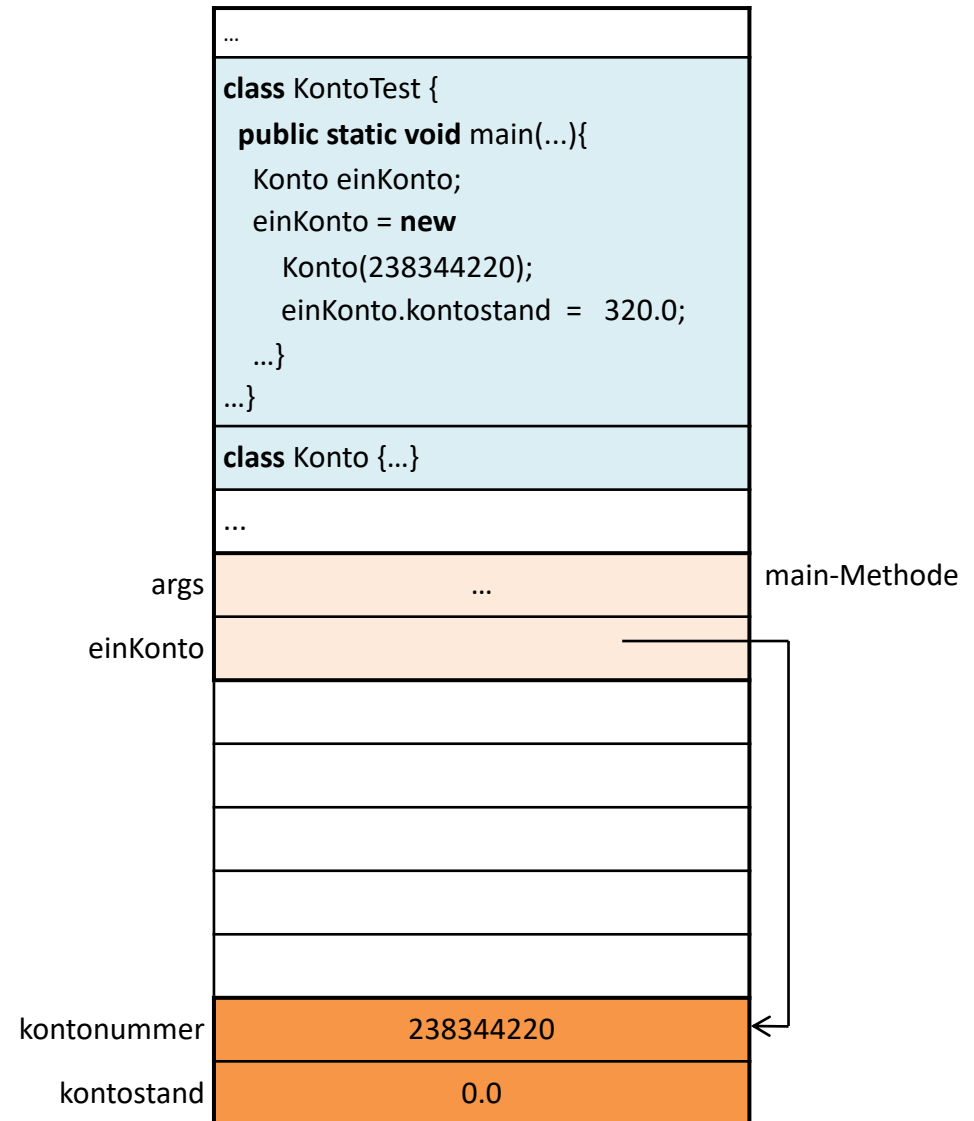 ...
class KontoTest {
public static void main(...){
Konto einKonto;
einKonto = new
Konto(238344220);
einKonto.kontostand = 320.0;
...}
...}
class Konto {...}
...
args ... main-Methode
einKonto
kontonummer 238344220
kontostand 0.0